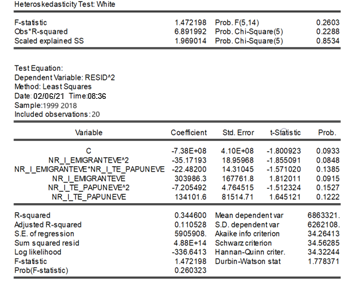 Heteroskedasticity Test: White
F-statistic 1.472198 Prob. F(5,14) 0.2603
Obs*R-squared 6.891992 Prob. Chi-Square(5) 0.2288
Scaled explained SS 1.969014 Prob. Chi-Square(5) 0.8534
Test Equation:
Dependent Variable: RESID^2
Method: Least Squares
Date: 02/06/21 Time:08:36
Sample:1999 2018
Included observations: 20
Variable Coefficient Std. Error t-Statistic Prob.
C -7.38E+08 4.10E+08 -1.800923 0.0933
NR_I_EMIGRANTEVE^2 -35.17193 18.95968 -1.855091 0.0848
NR_I_EMIGRANTEVE*NR_I_TE_PAPUNEVE -22.48200 14.31045 -1.571020 0.1385
NR_I_EMIGRANTEVE 303986.3 167761.8 1.812011 0.0915
NR_I_TE_PAPUNEVE^2 -7.205492 4.764515 -1.512324 0.1527
NR_I_TE_PAPUNEVE 134101.6 81514.71 1.645121 0.1222
R-squared 0.344600 Mean dependent var 6863321.
Adjusted R-squared 0.110528 S.D. dependent var 6262108.
S.E. of regression 5905908. Akaike info criterion 34.26413
Sum squared resid 4.88E+14 Schwarz criterion 34.56285
Log likelihood -336.6413 Hannan-Quinn criter. 34.32244
F-statistic 1.472198 Durbin-Watson stat 1.778371
Prob(F-statistic) 0.260323